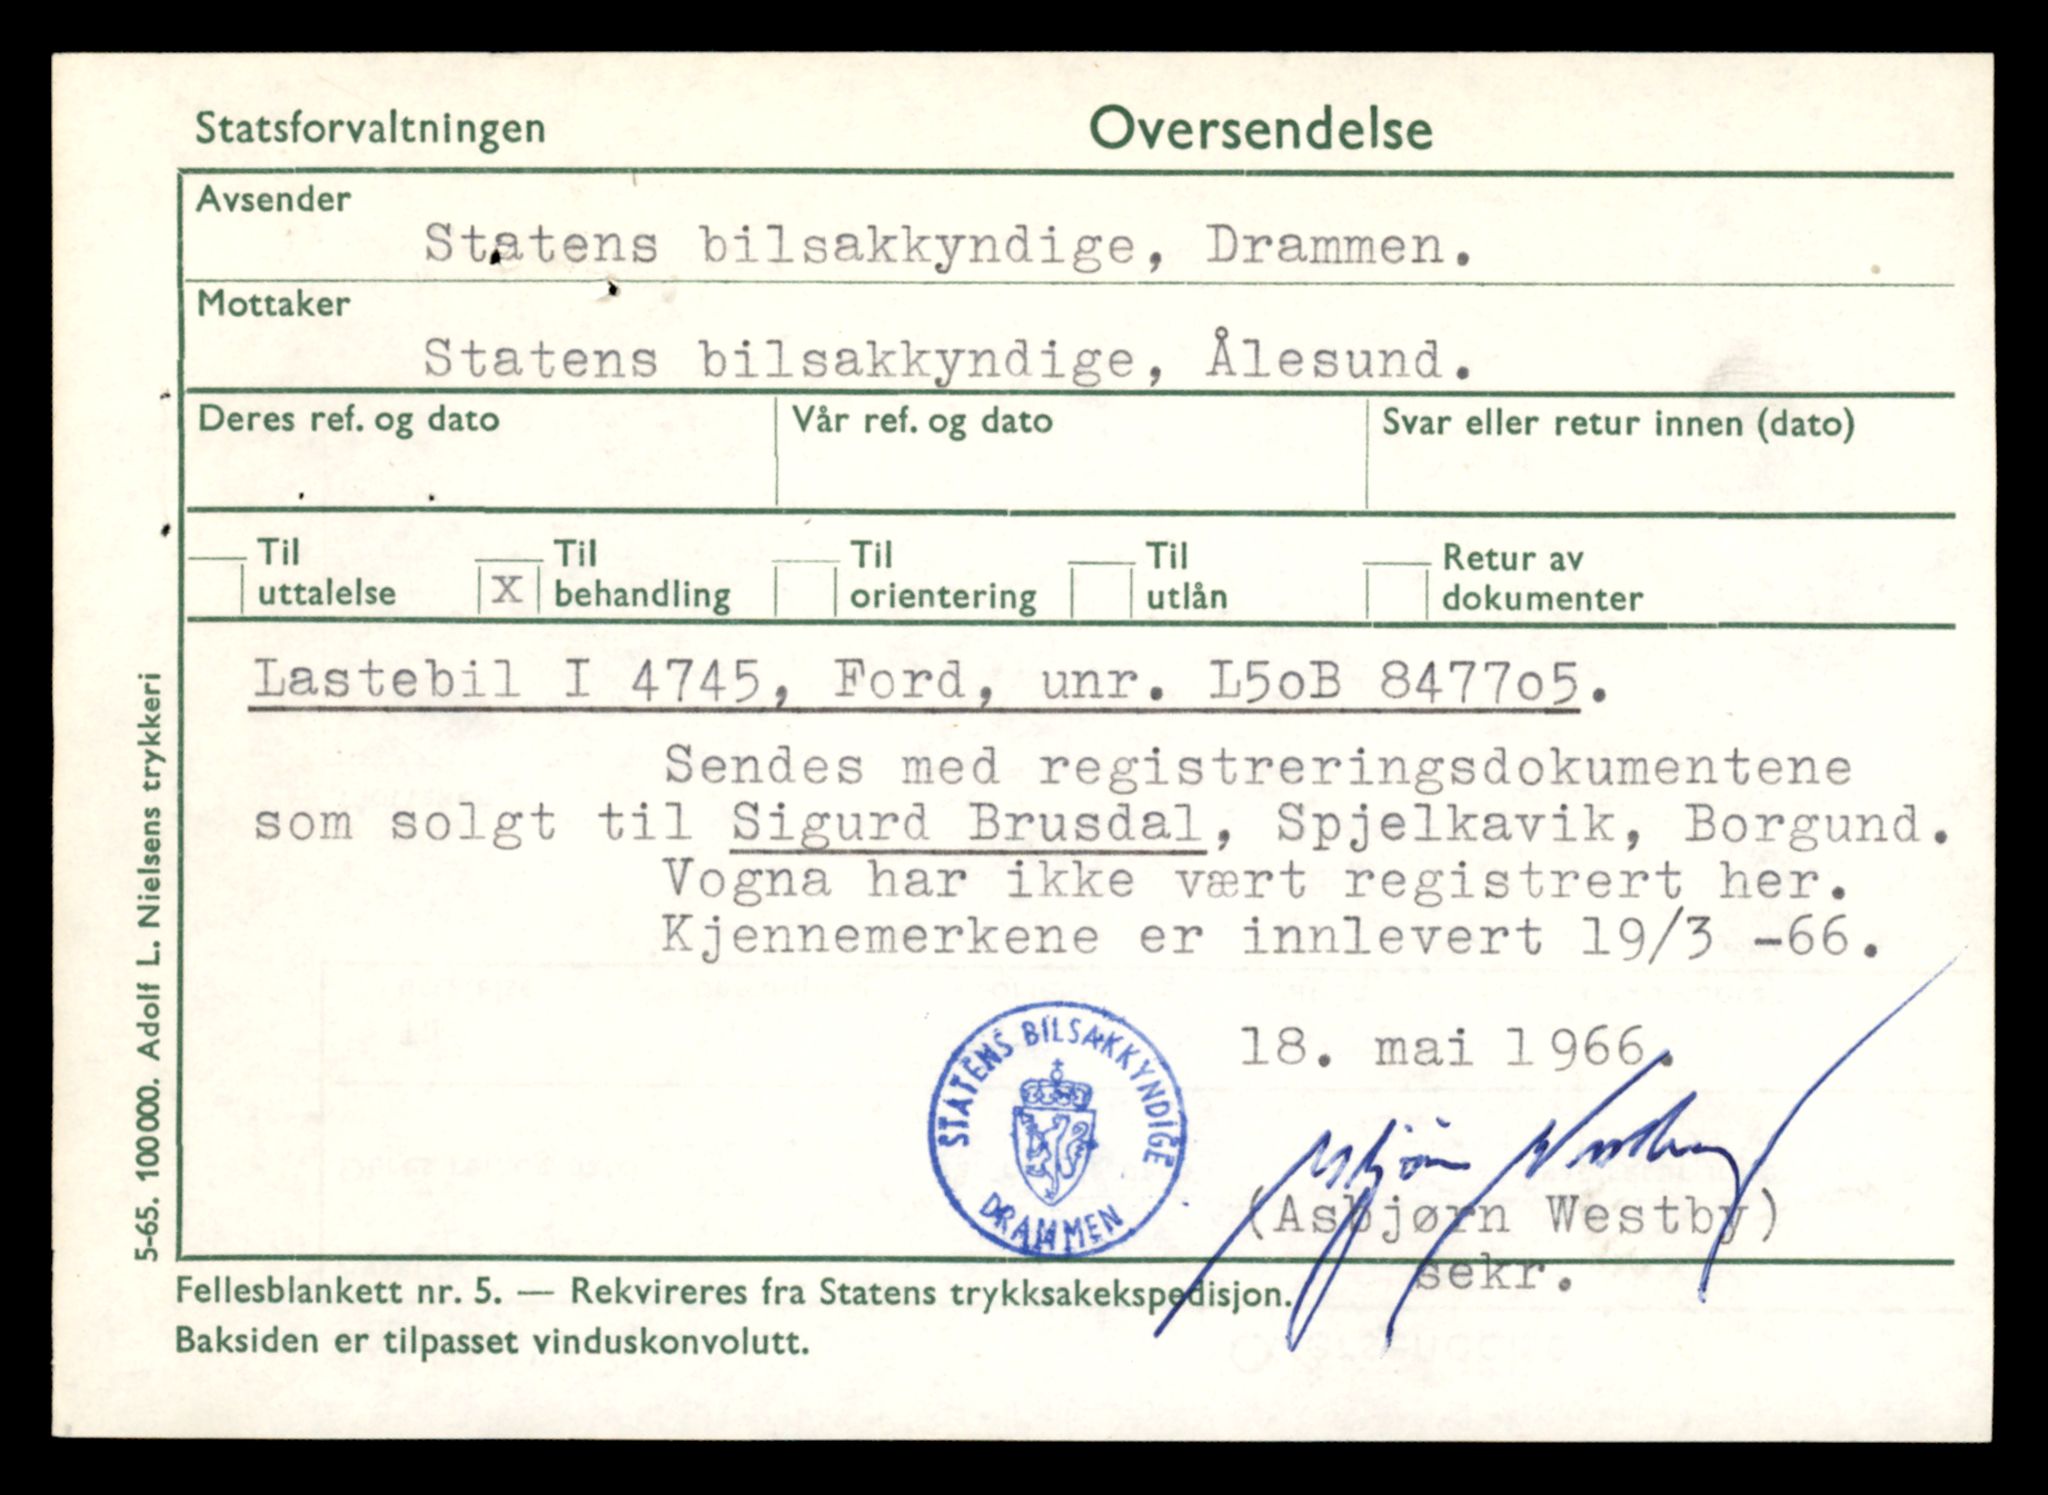 Statsforvaltningen
Oversendelse
Avsender
Statens bilsakkyndige, Drammen.
Mottaker
Statens bilsakkyndige, Ålesund.
Deres ref. og dato
Vår ref. og dato
Svar eller retur innen (dato)
Til uttalelse
X Til behandling
Til orientering
Til utlån
Retur av dokumenter
Lastebil I 4745, Ford, unr. L5oB 8477o5.
Sendes med registreringsdokumentene
som solgt til Sigurd Brusdal, Spjelkavik, Borgund.
Vogna har ikke vært registrert her.
Kjennemerkene er innlevert 19/3 -66.
18. mai 1966.
STATENS BILSAKKYNDIGE
DRAMMEN
Asbjørn Westby
(Asbjørn Westby)
sekr.
Fellesblankett nr. 5. — Rekvireres fra Statens trykksakekspedisjon.
Baksiden er tilpasset vinduskonvolutt.
5-65. 100000. Adolf L. Nielsens trykkeri